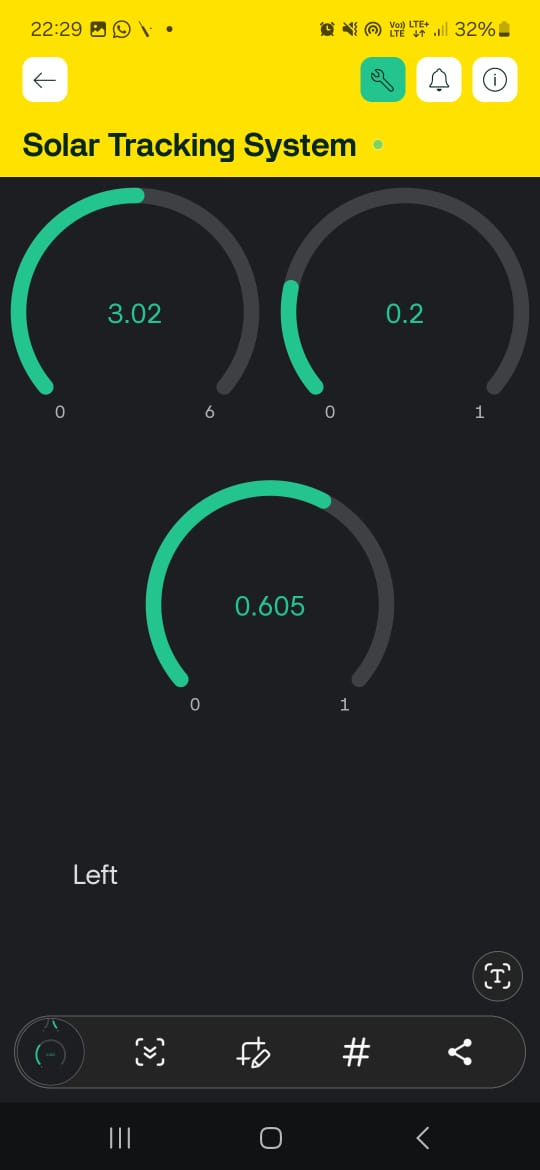 22:29 Vo)) LTE LTE+ 32%
Solar Tracking System
3.02 0.2
0 6 0 1
0.605
0 1
Left